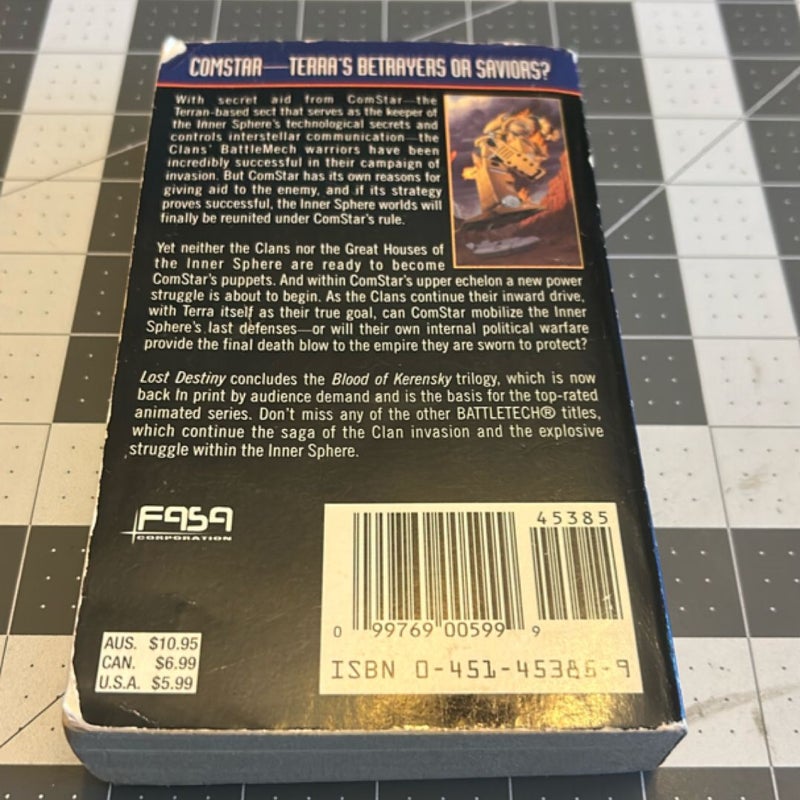 COMSTAR—TERRA'S BETRAYERS OR SAVIORS?
With secret aid from ComStar—the
Terran-based sect that serves as the keeper of
the Inner Sphere's technological secrets and
controls interstellar communication—the
Clans' BattleMech warriors have been
incredibly successful in their campaign of
invasion. But ComStar has its own reasons for
giving aid to the enemy, and if its strategy
proves successful, the Inner Sphere worlds will
finally be reunited under ComStar's rule.
Yet neither the Clans nor the Great Houses of
the Inner Sphere are ready to become
ComStar's puppets. And within ComStar's upper echelon a new power
struggle is about to begin. As the Clans continue their inward drive,
with Terra itself as their true goal, can ComStar mobilize the Inner
Sphere's last defenses—or will their own internal political warfare
provide the final death blow to the empire they are sworn to protect?
Lost Destiny concludes the Blood of Kerensky trilogy, which is now
back In print by audience demand and is the basis for the top-rated
animated series. Don't miss any of the other BATTLETECH® titles,
which continue the saga of the Clan invasion and the explosive
struggle within the Inner Sphere.
FASA
CORPORATION
45385
0 99769 00599 9
ISBN 0-451-45385-9
AUS. $10.95
CAN. $6.99
U.S.A. $5.99